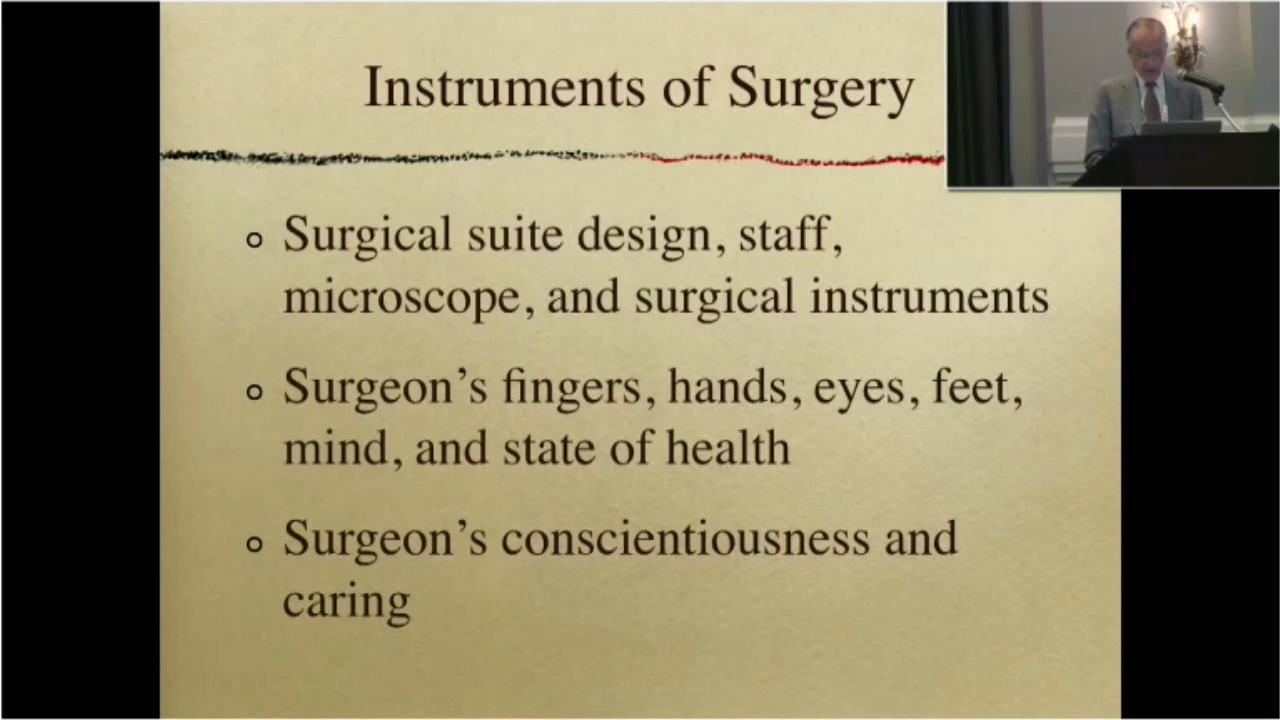 Instruments of Surgery
Surgical suite design, staff,
microscope, and surgical instruments
Surgeon’s fingers, hands, eyes, feet,
mind, and state of health
Surgeon’s conscientiousness and
caring